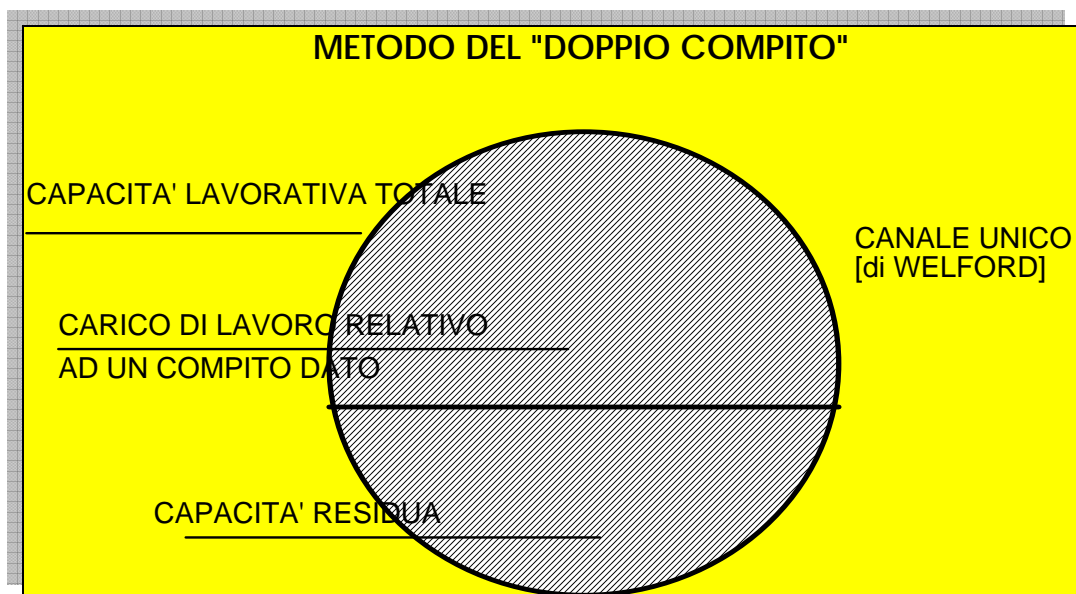 METODO DEL "DOPPIO COMPITO"
CAPACITA' LAVORATIVA TOTALE
CANALE UNICO
[di WELFORD]
CARICO DI LAVORO RELATIVO
AD UN COMPITO DATO
CAPACITA' RESIDUA